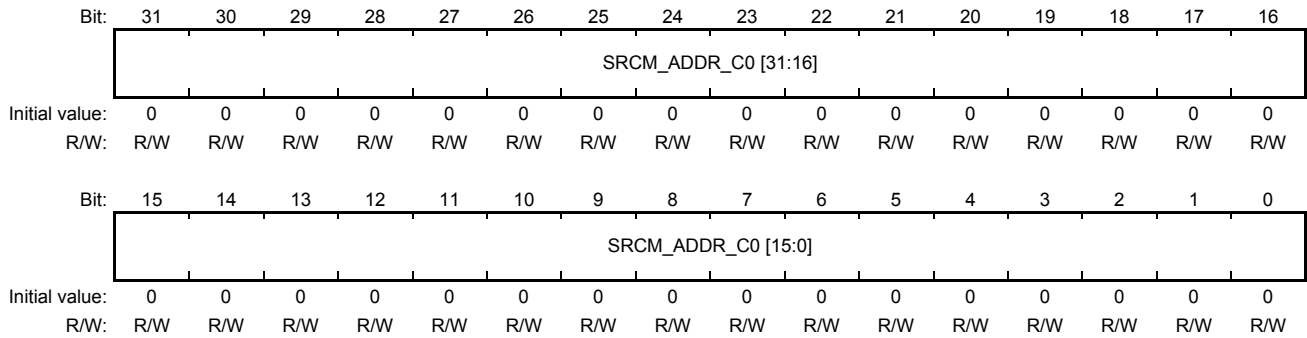 Bit: 31 30 29 28 27 26 25 24 23 22 21 20 19 18 17 16
SRCM_ADDR_C0 [31:16]
Initial value: 0 0 0 0 0 0 0 0 0 0 0 0 0 0 0 0
R/W: R/W R/W R/W R/W R/W R/W R/W R/W R/W R/W R/W R/W R/W R/W R/W R/W
Bit: 15 14 13 12 11 10 9 8 7 6 5 4 3 2 1 0
SRCM_ADDR_C0 [15:0]
Initial value: 0 0 0 0 0 0 0 0 0 0 0 0 0 0 0 0
R/W: R/W R/W R/W R/W R/W R/W R/W R/W R/W R/W R/W R/W R/W R/W R/W R/W